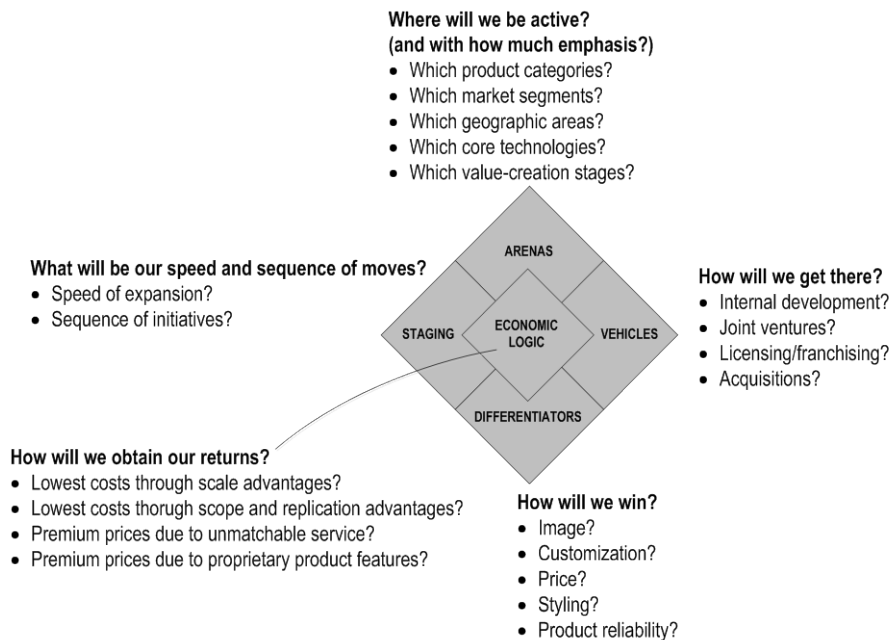 Where will we be active?
(and with how much emphasis?)
• Which product categories?
• Which market segments?
• Which geographic areas?
• Which core technologies?
• Which value-creation stages?
ARENAS
What will be our speed and sequence of moves?
• Speed of expansion?
• Sequence of initiatives?
STAGING
ECONOMIC
LOGIC
VEHICLES
How will we get there?
• Internal development?
• Joint ventures?
• Licensing/franchising?
• Acquisitions?
DIFFERENTIATORS
How will we obtain our returns?
• Lowest costs through scale advantages?
• Lowest costs thorugh scope and replication advantages?
• Premium prices due to unmatchable service?
• Premium prices due to proprietary product features?
How will we win?
• Image?
• Customization?
• Price?
• Styling?
• Product reliability?